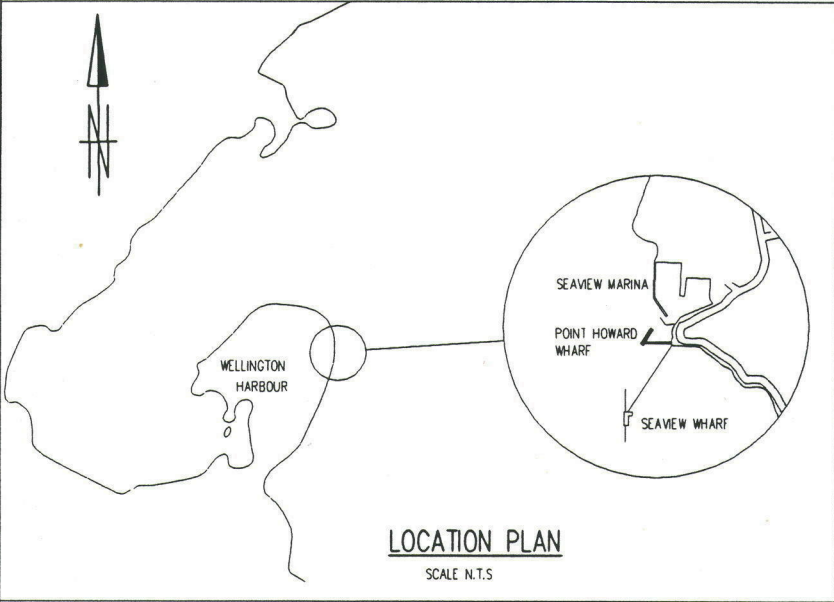 N
SEAVIEW MARINA
POINT HOWARD
WHARF
WELLINGTON
HARBOUR
SEAVIEW WHARF
LOCATION PLAN
SCALE N.T.S